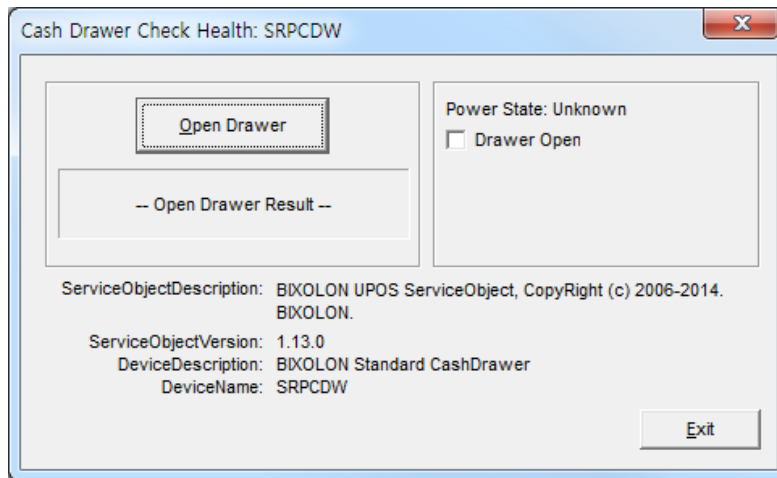 Cash Drawer Check Health: SRPCDW
Open Drawer
-- Open Drawer Result --
Power State: Unknown
Drawer Open
ServiceObjectDescription: BIXOLON UPOS ServiceObject, CopyRight (c) 2006-2014.
BIXOLON.
ServiceObjectVersion: 1.13.0
DeviceDescription: BIXOLON Standard CashDrawer
DeviceName: SRPCDW
Exit